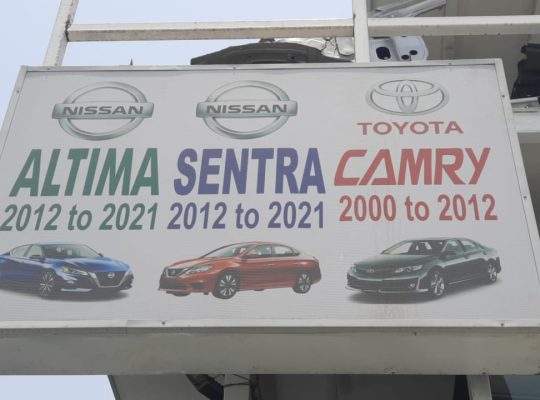 NISSAN
ALTIMA
2012 to 2021
NISSAN
SENTRA
2012 to 2021
TOYOTA
CAMRY
2000 to 2012